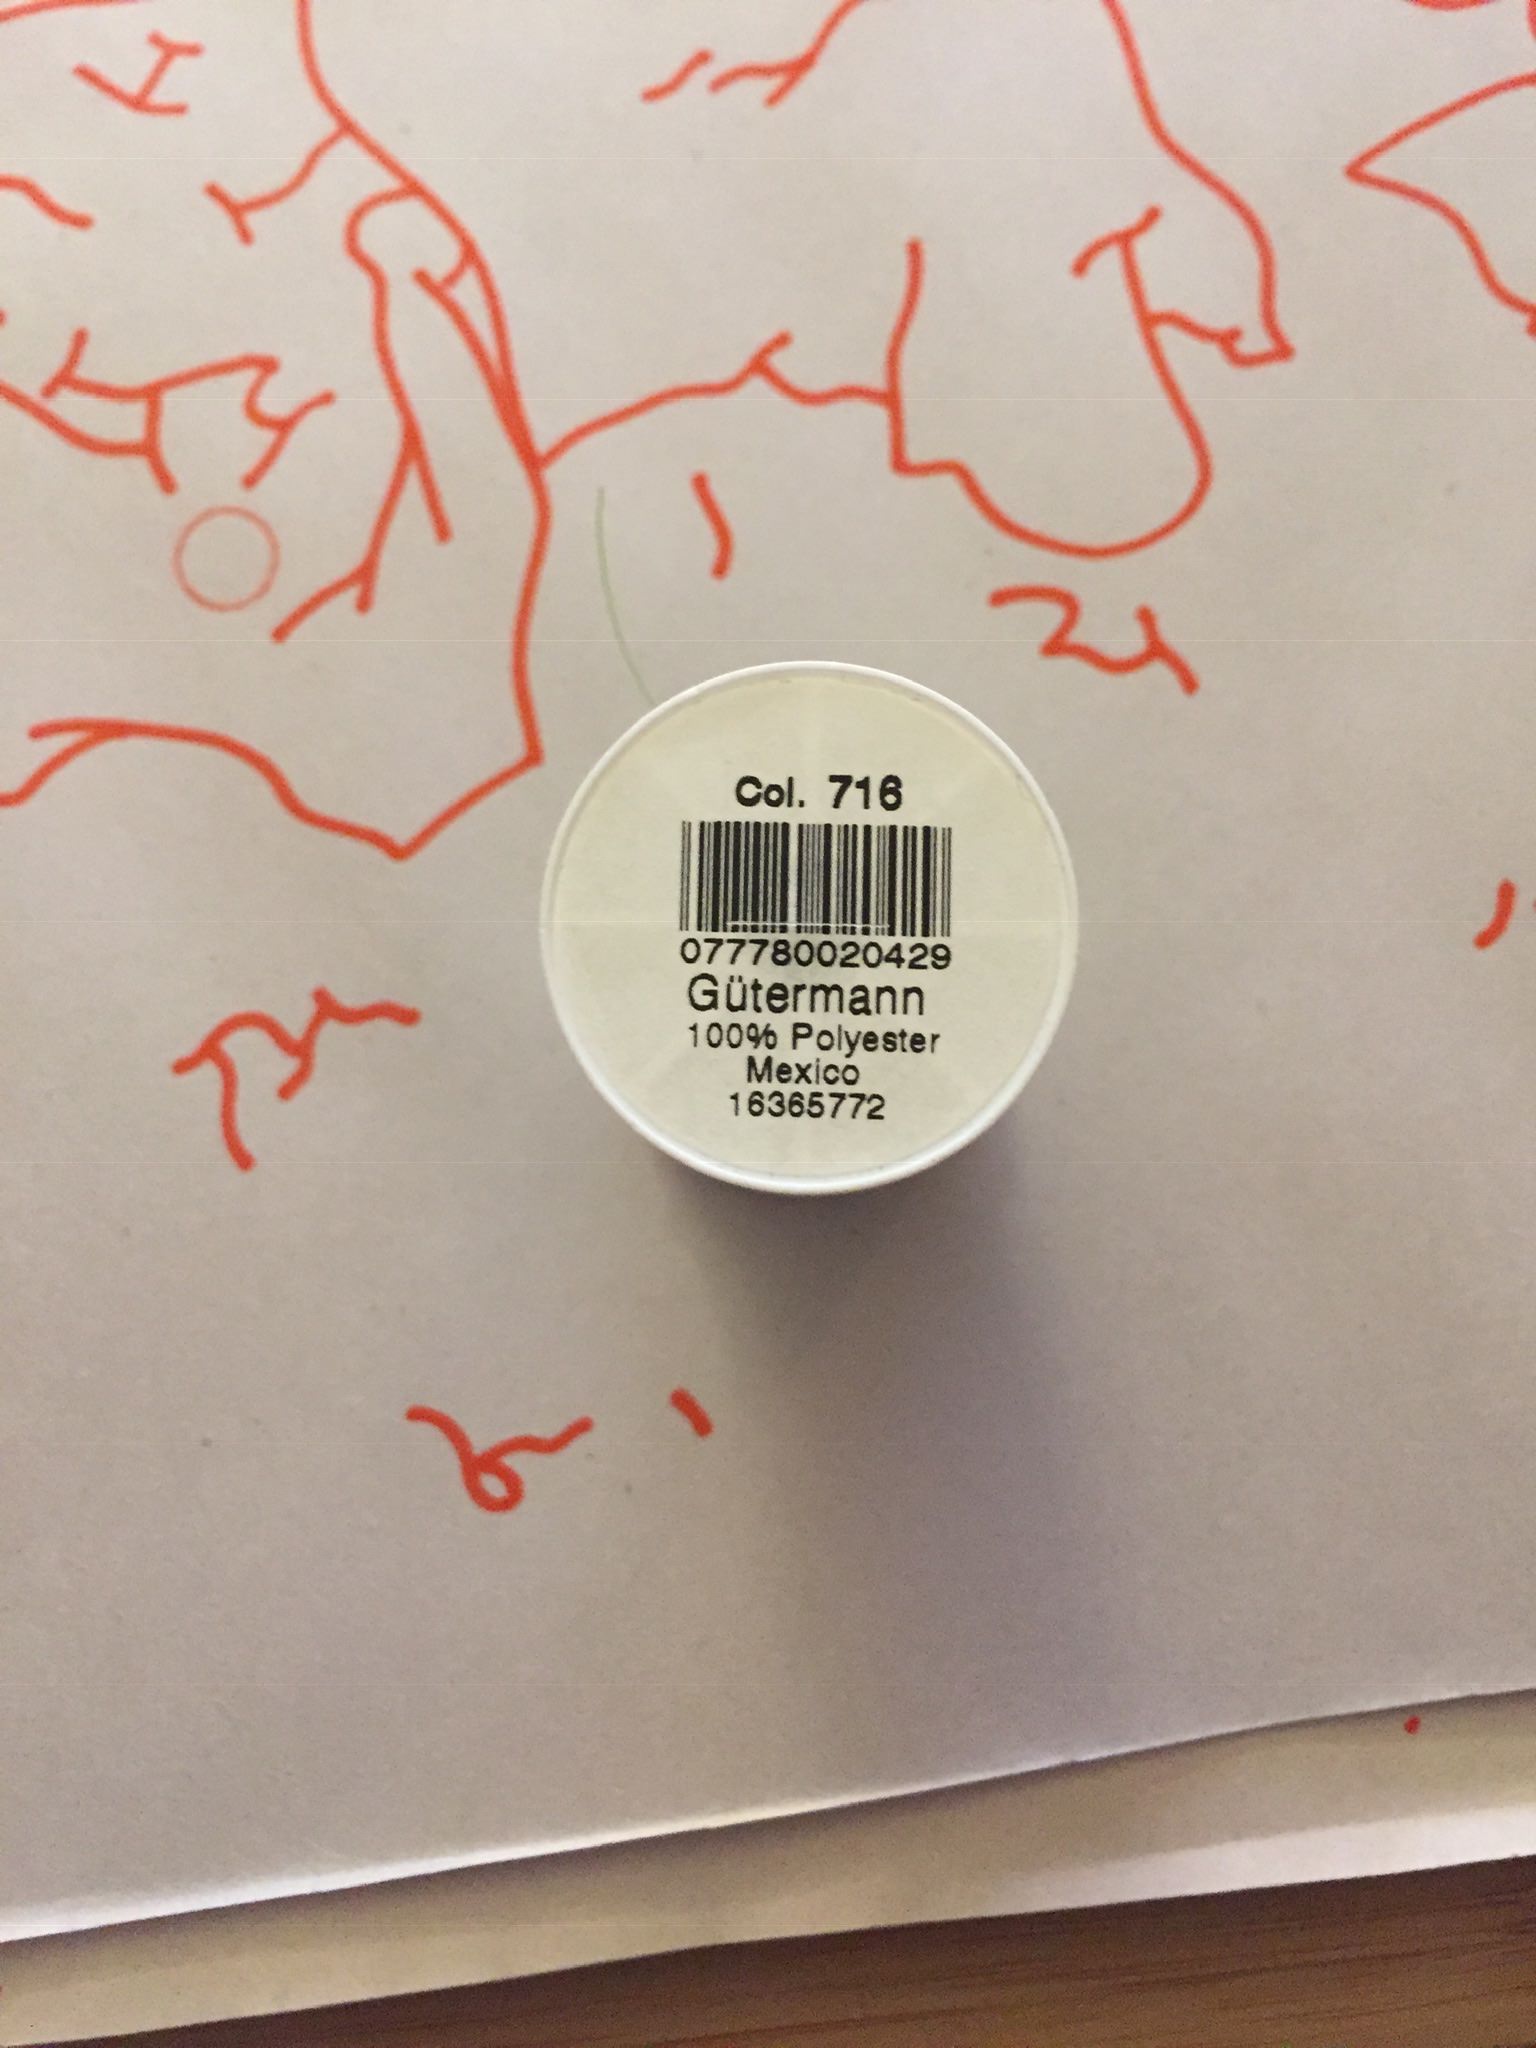 Col. 716
077780020429
Gütermann
100% Polyester
Mexico
16365772